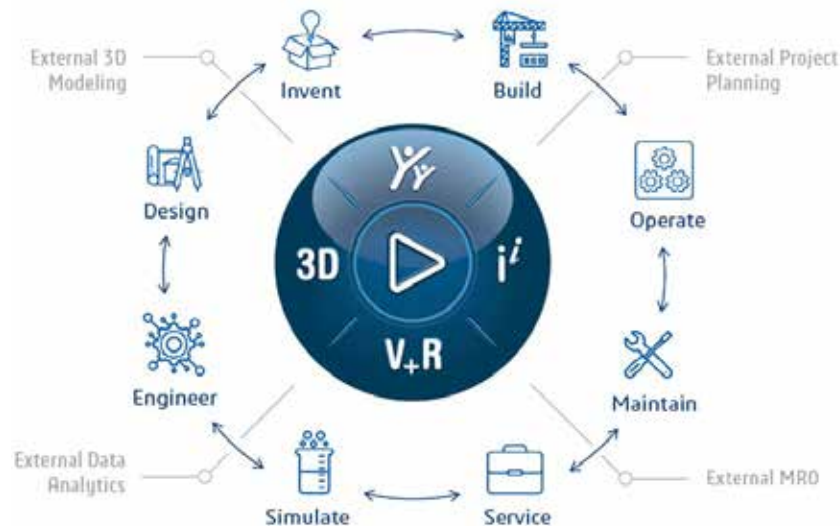 External 3D
Modeling
Invent
Build
External Project
Planning
Design
Operate
3D
i i
V+R
Engineer
Maintain
External Data
Analytics
Simulate
Service
External MRO